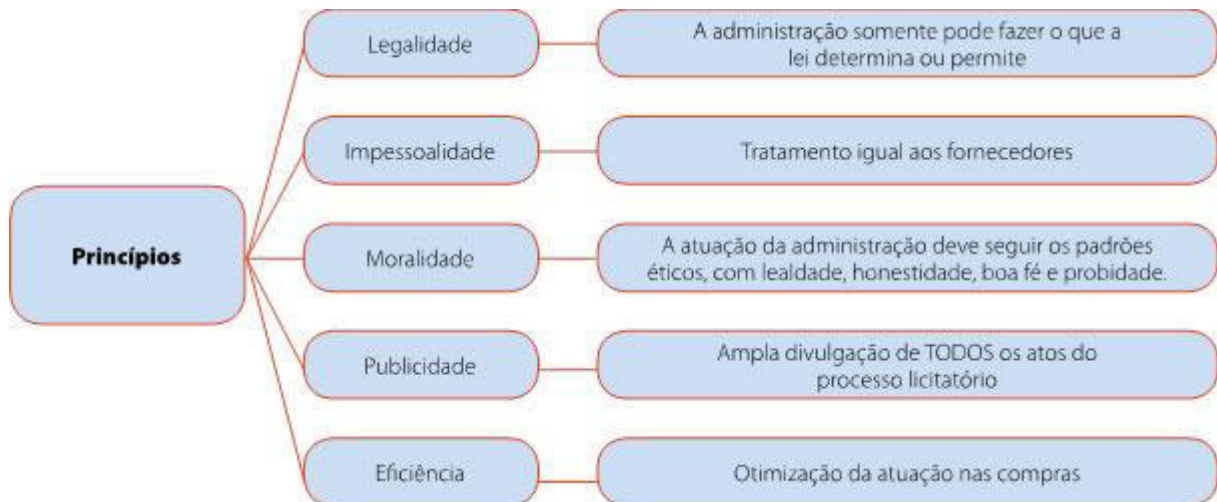 Princípios
Legalidade
A administração somente pode fazer o que a
lei determina ou permite
Impessoalidade
Tratamento igual aos fornecedores
Moralidade
A atuação da administração deve seguir os padrões
éticos, com lealdade, honestidade, boa fé e probidade.
Publicidade
Ampla divulgação de TODOS os atos do
processo licitatório
Eficiência
Otimização da atuação nas compras